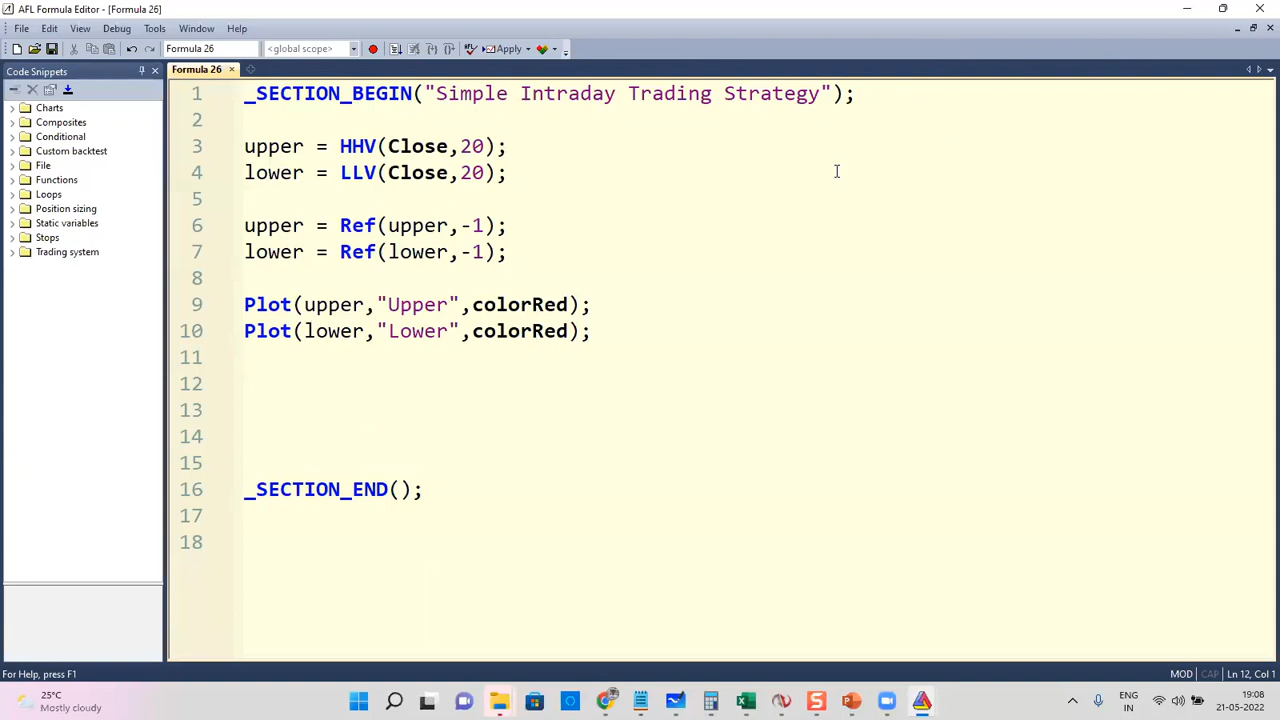 AFL Formula Editor - [Formula 26]
File Edit View Debug Tools Window Help
Formula 26 <global scope> Apply
Code Snippets
Formula 26
Charts
Composites
Conditional
Custom backtest
File
Functions
Loops
Position sizing
Static variables
Stops
Trading system
1 _SECTION_BEGIN("Simple Intraday Trading Strategy");
2
3 upper = HHV(Close,20);
4 lower = LLV(Close,20);
5
6 upper = Ref(upper,-1);
7 lower = Ref(lower,-1);
8
9 Plot(upper,"Upper",colorRed);
10 Plot(lower,"Lower",colorRed);
11
12
13
14
15
16 _SECTION_END();
17
18
For Help, press F1
MOD CAP Ln 12, Col 1
25°C
Mostly cloudy
ENG
IN
19:08
21-05-2022